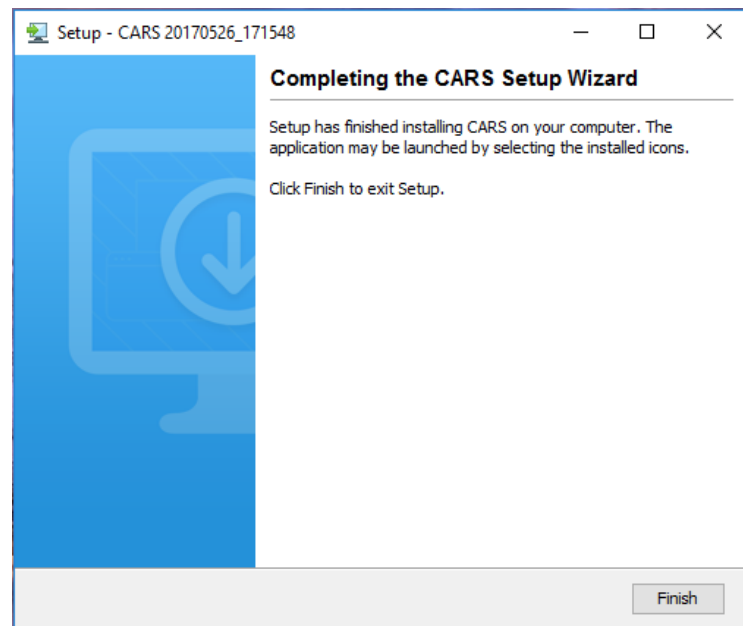 Setup - CARS 20170526_171548
Completing the CARS Setup Wizard
Setup has finished installing CARS on your computer. The
application may be launched by selecting the installed icons.
Click Finish to exit Setup.
Finish